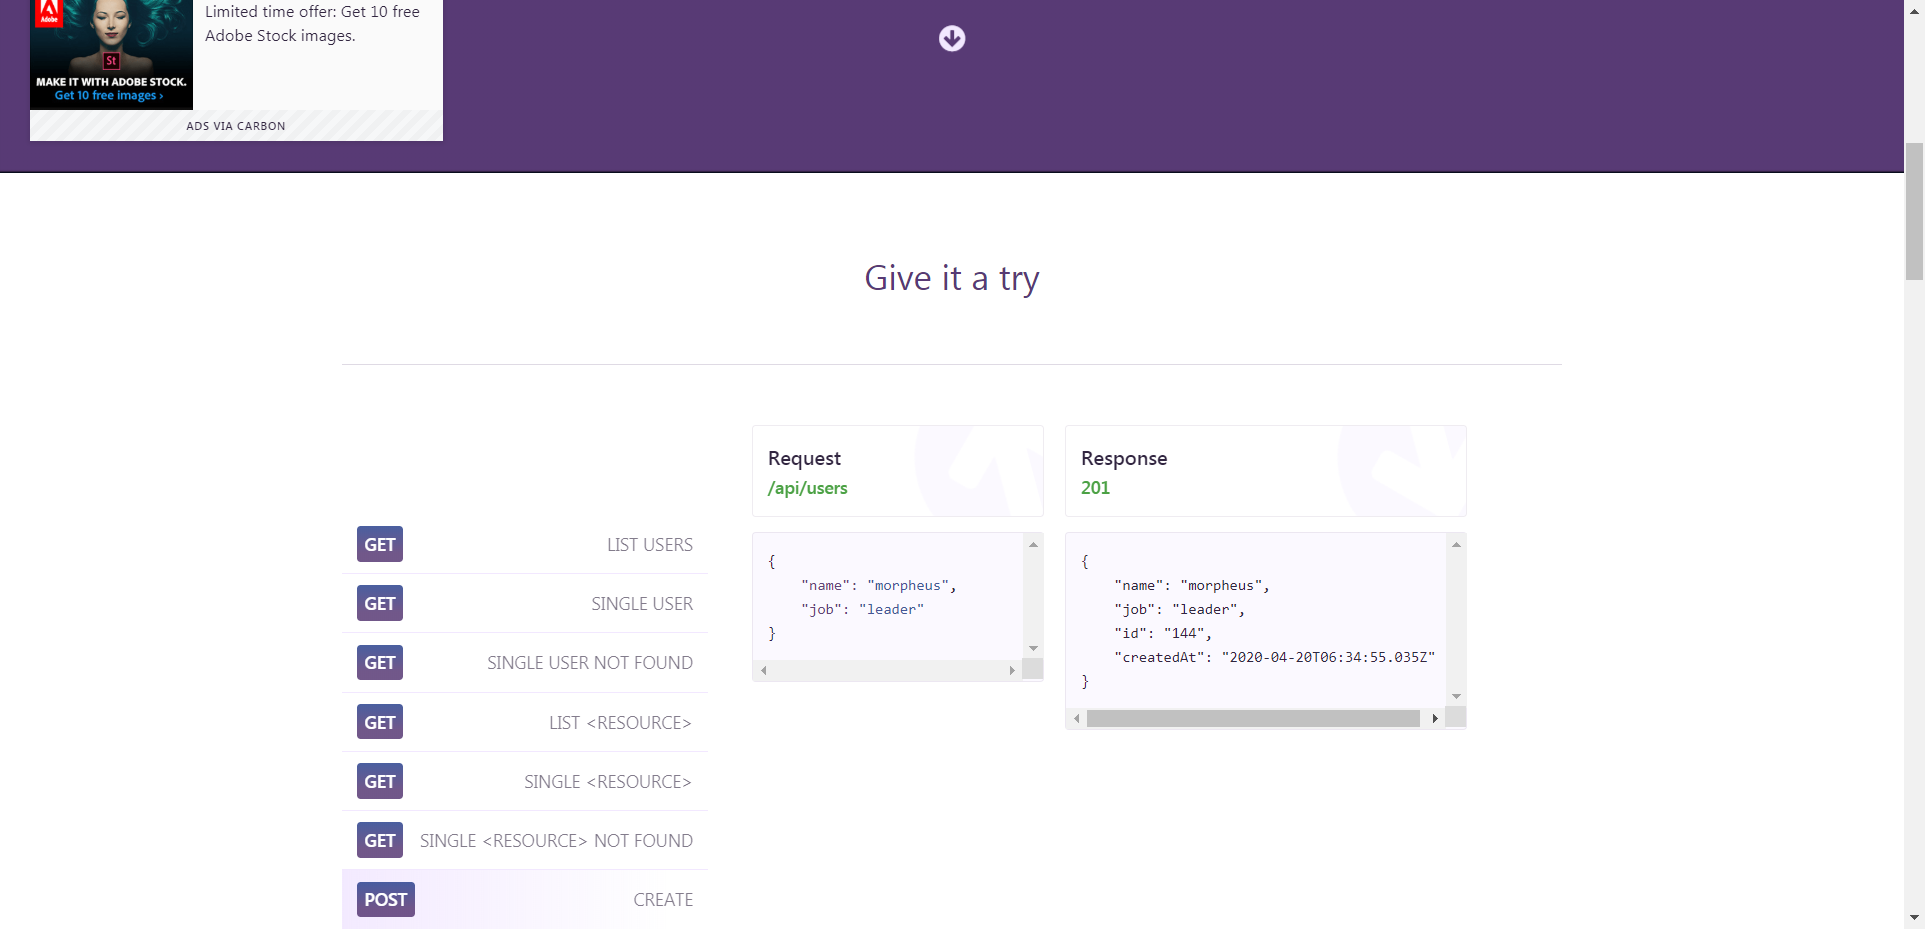 Adobe
Limited time offer: Get 10 free
Adobe Stock images.
St
MAKE IT WITH ADOBE STOCK.
Get 10 free images ›
ADS VIA CARBON
Give it a try
Request
/api/users
Response
201
GET LIST USERS
GET SINGLE USER
GET SINGLE USER NOT FOUND
GET LIST <RESOURCE>
GET SINGLE <RESOURCE>
GET SINGLE <RESOURCE> NOT FOUND
POST CREATE
{
    "name": "morpheus",
    "job": "leader"
}
{
    "name": "morpheus",
    "job": "leader",
    "id": "144",
    "createdAt": "2020-04-20T06:34:55.035Z"
}